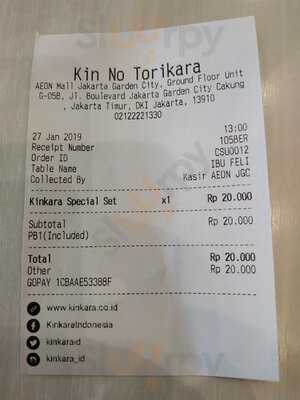 Kin No Torikara
AEON Mall Jakarta Garden City, Ground Floor Unit
G-05B, Jl. Boulevard Jakarta Garden City Cakung
, Jakarta Timur, DKI Jakarta, 13910
02122221330
27 Jan 2019 13:00
Receipt Number 1058ER
Order ID CSU0012
Table Name IBU FELI
Collected By Kasir AEON JGC
Kinkara Special Set x1 Rp 20.000
Subtotal Rp 20.000
PB1(Included)
Total Rp 20.000
Other Rp 20.000
GOPAY 1CBAAE53388F
www.kinkara.co.id
KinkaraIndonesia
kinkaraid
kinkara_id